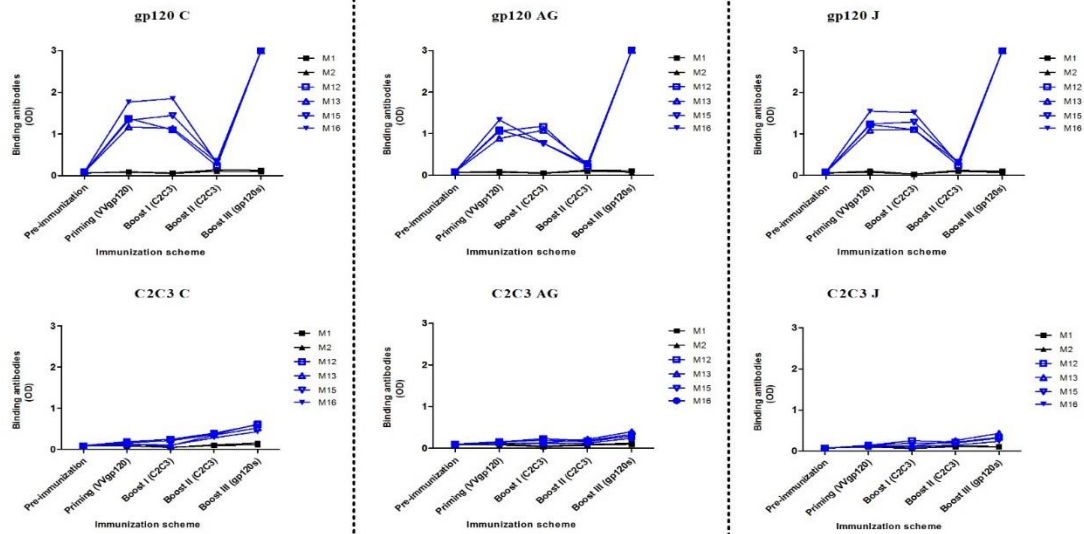 gp120 C
3
2
1
0
Binding antibodies
(OD)
M1
M2
M12
M13
M15
M16
Pre-immunization
Priming (VVgp120)
Boost I (C2C3)
Boost II (C2C3)
Boost III (gp120s)
Immunization scheme
gp120 AG
3
2
1
0
Binding antibodies
(OD)
M1
M2
M12
M13
M15
M16
Pre-immunization
Priming (VVgp120)
Boost I (C2C3)
Boost II (C2C3)
Boost III (gp120s)
Immunization scheme
gp120 J
3
2
1
0
Binding antibodies
(OD)
M1
M2
M12
M13
M15
M16
Pre-immunization
Priming (VVgp120)
Boost I (C2C3)
Boost II (C2C3)
Boost III (gp120s)
Immunization scheme
C2C3 C
3
2
1
0
Binding antibodies
(OD)
M1
M2
M12
M13
M15
M16
Pre-immunization
Priming (VVgp120)
Boost I (C2C3)
Boost II (C2C3)
Boost III (gp120s)
Immunization scheme
C2C3 AG
3
2
1
0
Binding antibodies
(OD)
M1
M2
M12
M13
M15
M16
Pre-immunization
Priming (VVgp120)
Boost I (C2C3)
Boost II (C2C3)
Boost III (gp120s)
Immunization scheme
C2C3 J
3
2
1
0
Binding antibodies
(OD)
M1
M2
M12
M13
M15
M16
Pre-immunization
Priming (VVgp120)
Boost I (C2C3)
Boost II (C2C3)
Boost III (gp120s)
Immunization scheme